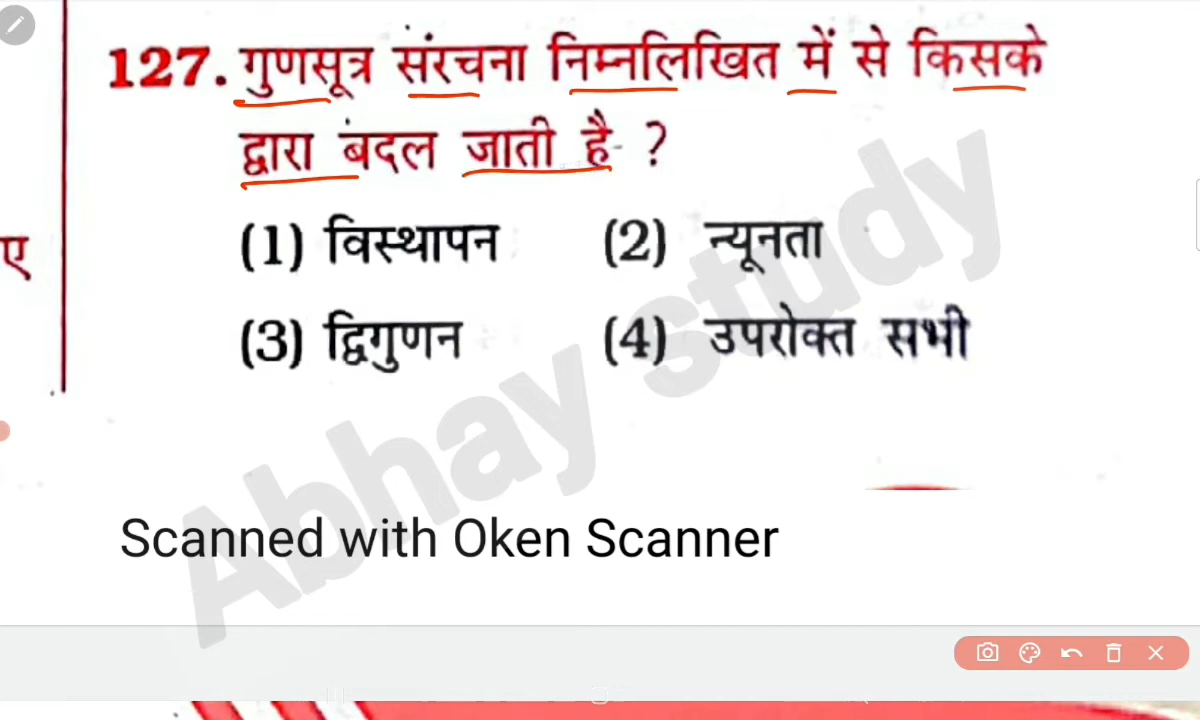 127. गुणसूत्र संरचना निम्नलिखित में से किसके
द्वारा बदल जाती है ?
(1) विस्थापन (2) न्यूनता
(3) द्विगुणन (4) उपरोक्त सभी
ए
Abhay study
Scanned with Oken Scanner